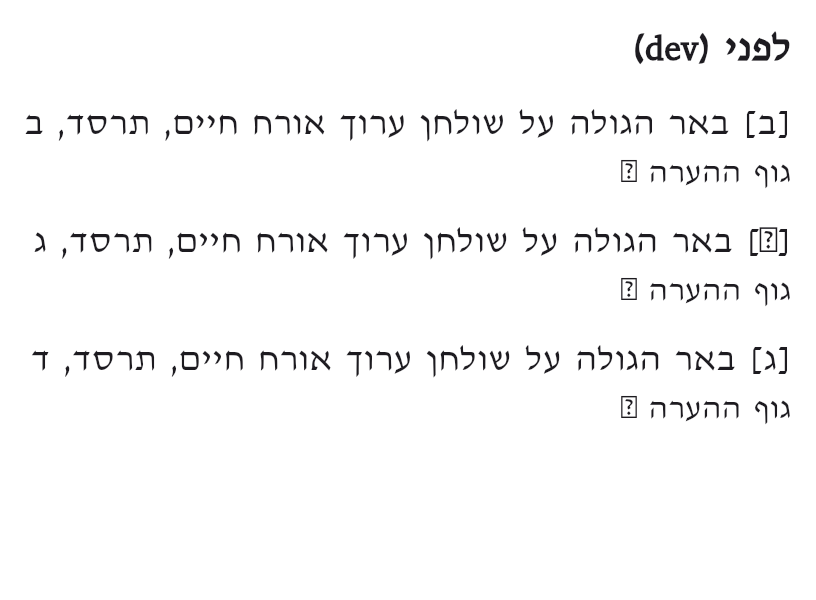 לפני (dev)
[ב] באר הגולה על שולחן ערוך אורח חיים, תרסד, ב
גוף ההערה
[] באר הגולה על שולחן ערוך אורח חיים, תרסד, ג
גוף ההערה
[ג] באר הגולה על שולחן ערוך אורח חיים, תרסד, ד
גוף ההערה